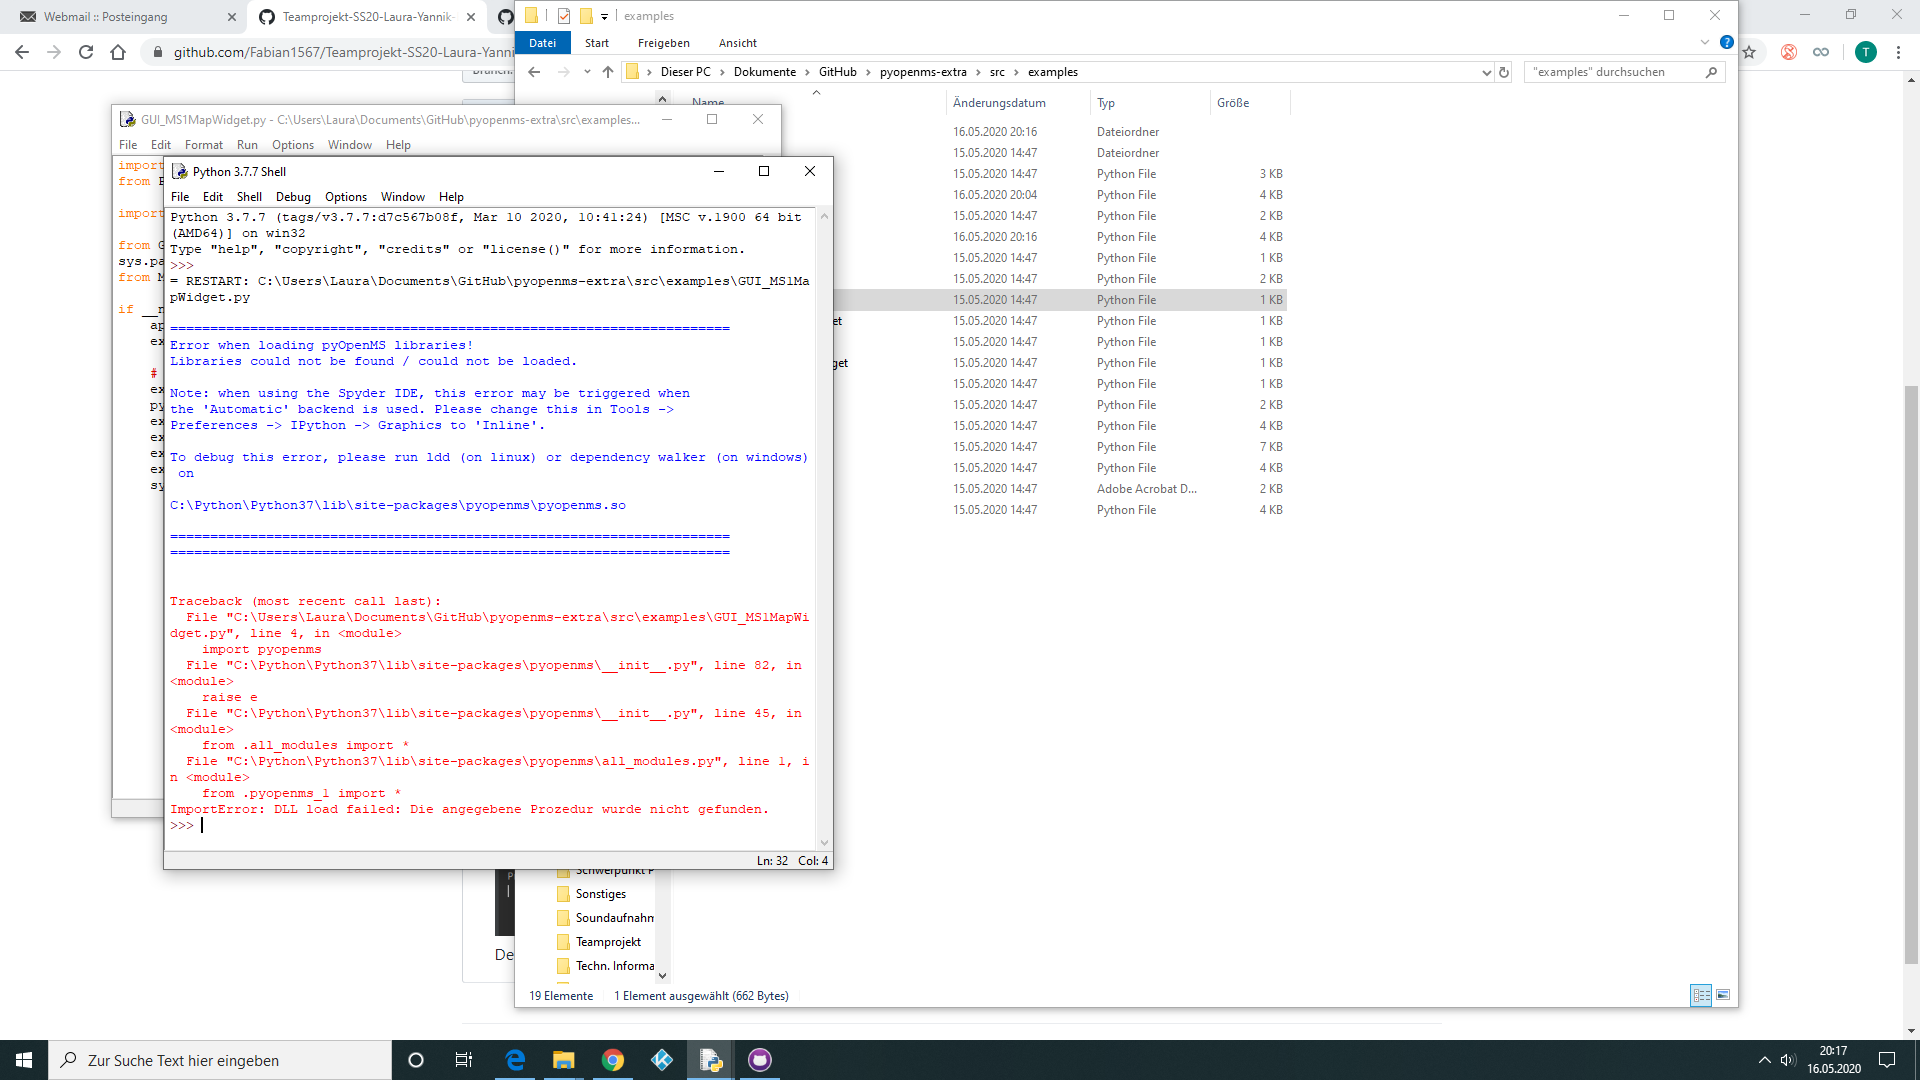 Webmail :: Posteingang
Teamprojekt-SS20-Laura-Yannik-
github.com/Fabian1567/Teamprojekt-SS20-Laura-Yanni
T
Branch:
examples
Datei Start Freigeben Ansicht
Dieser PC Dokumente GitHub pyopenms-extra src examples
"examples" durchsuchen
Name Änderungsdatum Typ Größe
16.05.2020 20:16 Dateiordner
15.05.2020 14:47 Dateiordner
15.05.2020 14:47 Python File 3 KB
16.05.2020 20:04 Python File 4 KB
15.05.2020 14:47 Python File 2 KB
16.05.2020 20:16 Python File 4 KB
15.05.2020 14:47 Python File 1 KB
15.05.2020 14:47 Python File 2 KB
15.05.2020 14:47 Python File 1 KB
et 15.05.2020 14:47 Python File 1 KB
15.05.2020 14:47 Python File 1 KB
get 15.05.2020 14:47 Python File 1 KB
15.05.2020 14:47 Python File 1 KB
15.05.2020 14:47 Python File 2 KB
15.05.2020 14:47 Python File 4 KB
15.05.2020 14:47 Python File 7 KB
15.05.2020 14:47 Python File 4 KB
15.05.2020 14:47 Adobe Acrobat D... 2 KB
15.05.2020 14:47 Python File 4 KB
Schwerpunkt P
Sonstiges
Soundaufnahm
Teamprojekt
Techn. Informa
19 Elemente 1 Element ausgewählt (662 Bytes)
De
GUI_MS1MapWidget.py - C:\Users\Laura\Documents\GitHub\pyopenms-extra\src\examples...
File Edit Format Run Options Window Help
import
from
import
from G
sys.pa
from M
if __n
ap
ex
#
ex
py
ex
ex
ex
ex
sy
Python 3.7.7 Shell
File Edit Shell Debug Options Window Help
Python 3.7.7 (tags/v3.7.7:d7c567b08f, Mar 10 2020, 10:41:24) [MSC v.1900 64 bit
(AMD64)] on win32
Type "help", "copyright", "credits" or "license()" for more information.
>>>
= RESTART: C:\Users\Laura\Documents\GitHub\pyopenms-extra\src\examples\GUI_MS1Ma
pWidget.py
======================================================================
Error when loading pyOpenMS libraries!
Libraries could not be found / could not be loaded.
Note: when using the Spyder IDE, this error may be triggered when
the 'Automatic' backend is used. Please change this in Tools ->
Preferences -> IPython -> Graphics to 'Inline'.
To debug this error, please run ldd (on linux) or dependency walker (on windows)
on
C:\Python\Python37\lib\site-packages\pyopenms\pyopenms.so
======================================================================
======================================================================
Traceback (most recent call last):
File "C:\Users\Laura\Documents\GitHub\pyopenms-extra\src\examples\GUI_MS1MapWi
dget.py", line 4, in <module>
import pyopenms
File "C:\Python\Python37\lib\site-packages\pyopenms\__init__.py", line 82, in
<module>
raise e
File "C:\Python\Python37\lib\site-packages\pyopenms\__init__.py", line 45, in
<module>
from .all_modules import *
File "C:\Python\Python37\lib\site-packages\pyopenms\all_modules.py", line 1, i
n <module>
from .pyopenms_1 import *
ImportError: DLL load failed: Die angegebene Prozedur wurde nicht gefunden.
>>>
Ln: 32 Col: 4
Zur Suche Text hier eingeben
20:17
16.05.2020